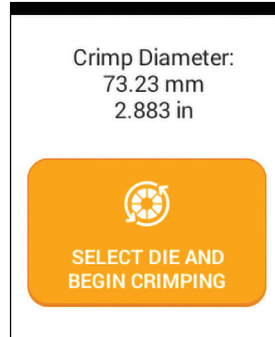 Crimp Diameter:
73.23 mm
2.883 in
SELECT DIE AND
BEGIN CRIMPING